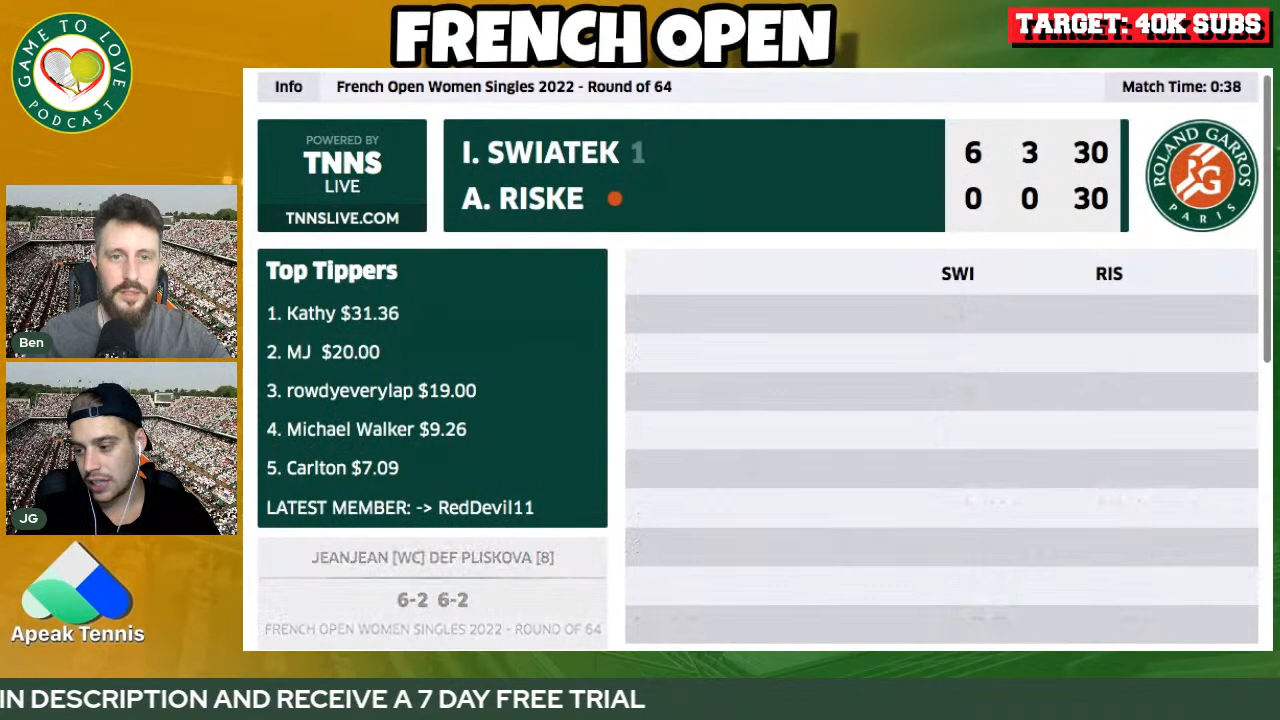 FRENCH OPEN
TARGET: 40K SUBS
GAME TO LOVE
PODCAST
Info
French Open Women Singles 2022 - Round of 64
Match Time: 0:38
POWERED BY
TNNS
LIVE
TNNSLIVE.COM
I. SWIATEK 1 6 3 30
A. RISKE 0 0 30
ROLAND GARROS
RG
PARIS
Ben
JG
Top Tippers
1. Kathy $31.36
2. MJ $20.00
3. rowdyeverylap $19.00
4. Michael Walker $9.26
5. Carlton $7.09
LATEST MEMBER: -> RedDevil11
SWI RIS
JEANJEAN [WC] DEF PLISKOVA [8]
6-2 6-2
FRENCH OPEN WOMEN SINGLES 2022 - ROUND OF 64
Apeak Tennis
IN DESCRIPTION AND RECEIVE A 7 DAY FREE TRIAL